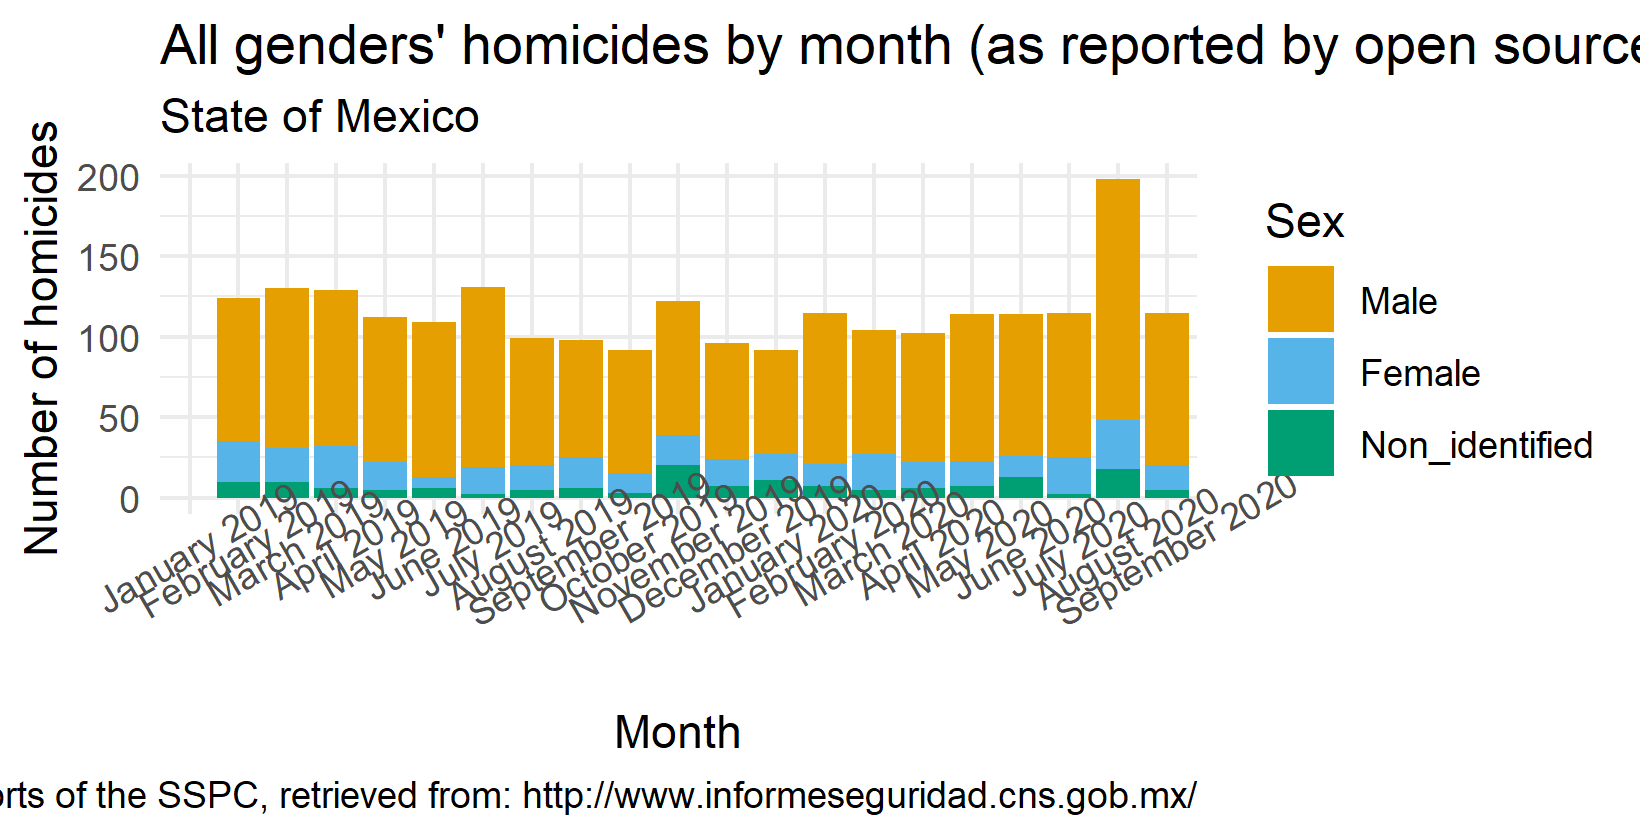 All genders' homicides by month (as reported by open source
State of Mexico
Number of homicides
200
150
100
50
0
January 2019
February 2019
March 2019
April 2019
May 2019
June 2019
July 2019
August 2019
September 2019
October 2019
November 2019
December 2019
January 2020
February 2020
March 2020
April 2020
May 2020
June 2020
July 2020
August 2020
September 2020
Month
Sex
Male
Female
Non_identified
orts of the SSPC, retrieved from: http://www.informeseguridad.cns.gob.mx/